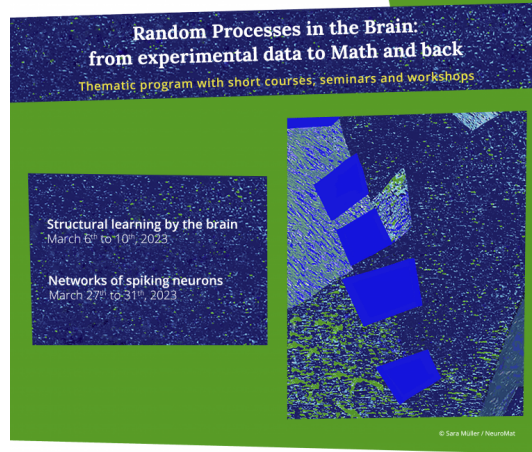 Random Processes in the Brain:
from experimental data to Math and back
Thematic program with short courses, seminars and workshops
Structural learning by the brain
March 6th to 10th, 2023
Networks of spiking neurons
March 27th to 31th, 2023
© Sara Müller / NeuroMat